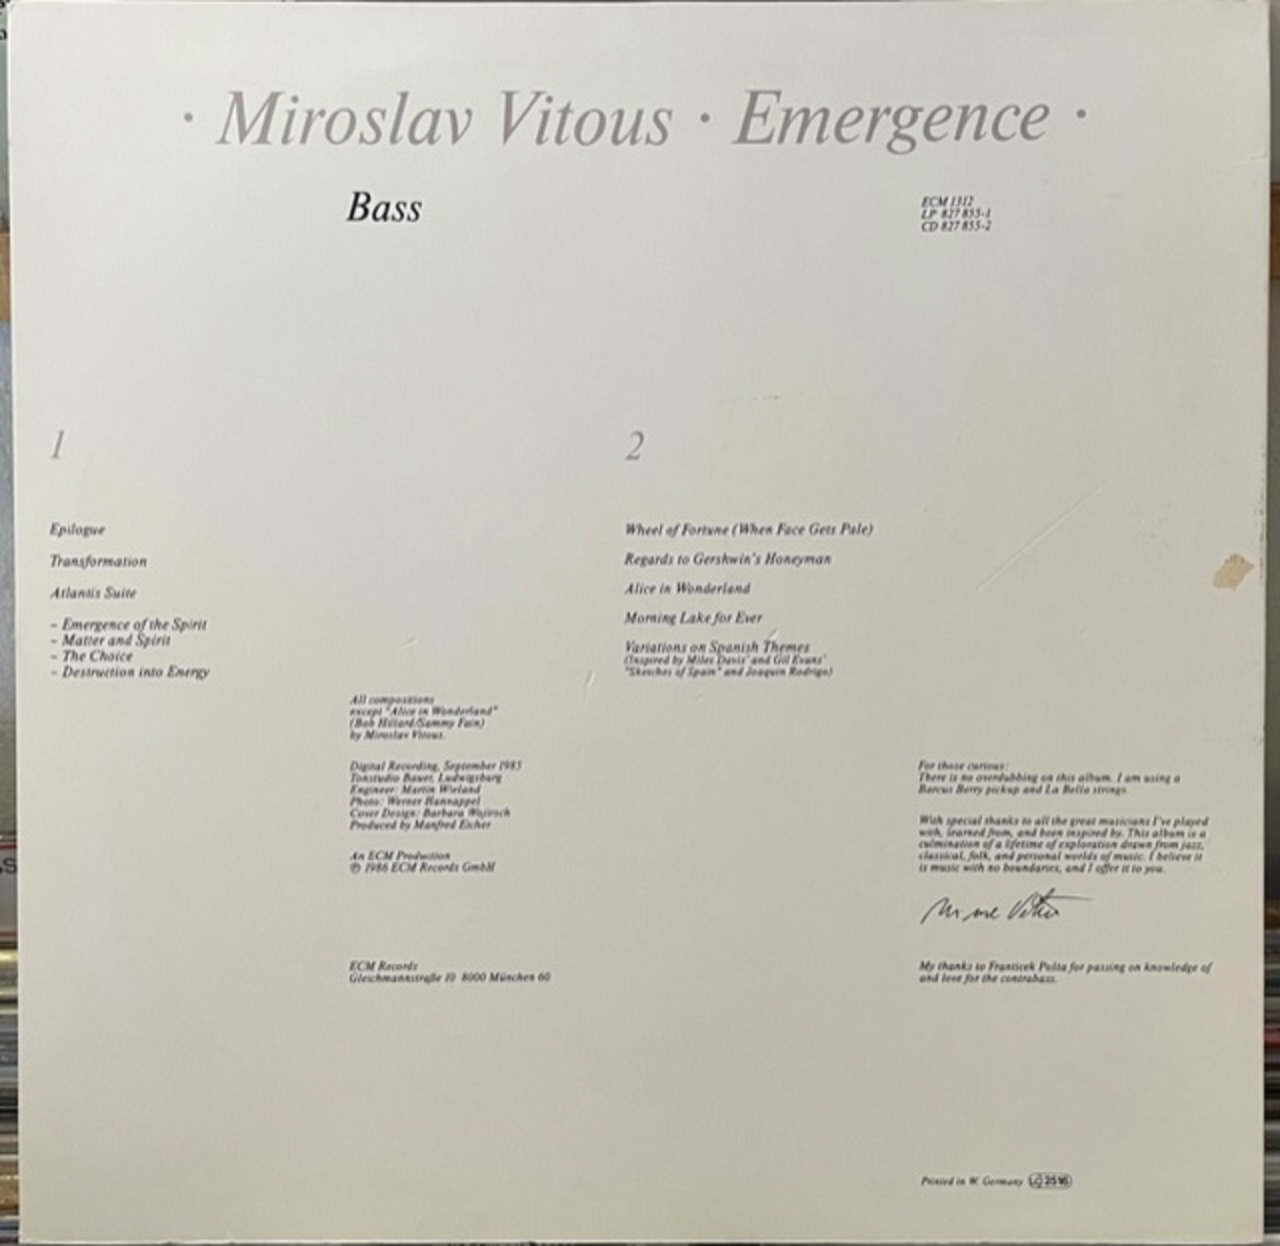 · Miroslav Vitous · Emergence ·
Bass
ECM 1312
LP 827 855-1
CD 827 855-2
1
Epilogue
Transformation
Atlantis Suite
- Emergence of the Spirit
- Matter and Spirit
- The Choice
- Destruction into Energy
2
Wheel of Fortune (When Face Gets Pale)
Regards to Gershwin's Honeyman
Alice in Wonderland
Morning Lake for Ever
Variations on Spanish Themes
(Inspired by Miles Davis' and Gil Evans'
"Sketches of Spain" and Joaquin Rodrigo)
All compositions
except "Alice in Wonderland"
(Bob Hillard/Sammy Fain)
by Miroslav Vitous.
Digital Recording, September 1985
Tonstudio Bauer, Ludwigsburg
Engineer: Martin Wieland
Photo: Werner Hannappel
Cover Design: Barbara Wojirsch
Produced by Manfred Eicher
An ECM Production
℗ 1986 ECM Records GmbH
ECM Records
Gleichmannstraße 10 8000 München 60
For those curious:
There is no overdubbing on this album. I am using a
Barcus Berry pickup and La Bella strings.
With special thanks to all the great musicians I've played
with, learned from, and been inspired by. This album is a
culmination of a lifetime of exploration drawn from jazz,
classical, folk, and personal worlds of music. I believe it
is music with no boundaries, and I offer it to you.
My thanks to Franticek Pošta for passing on knowledge of
and love for the contrabass.
Printed in W. Germany LC 2516